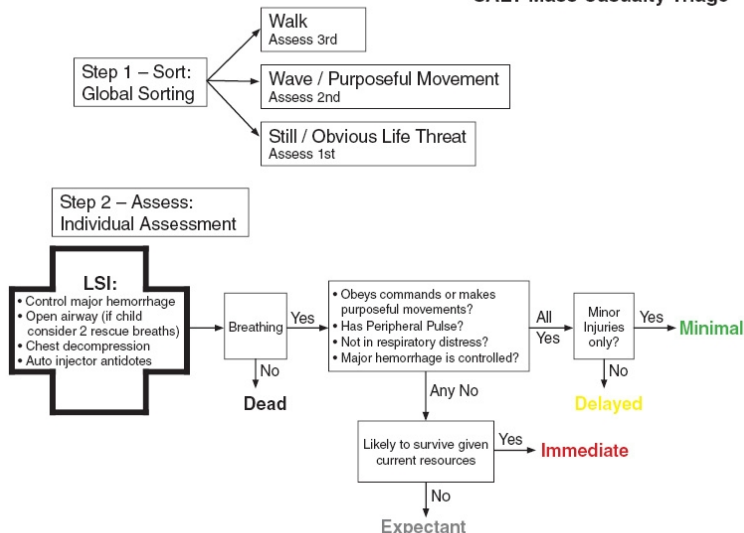 SALT Mass Casualty Triage
Walk
Assess 3rd
Step 1 – Sort:
Global Sorting
Wave / Purposeful Movement
Assess 2nd
Still / Obvious Life Threat
Assess 1st
Step 2 – Assess:
Individual Assessment
LSI:
• Control major hemorrhage
• Open airway (if child
consider 2 rescue breaths)
• Chest decompression
• Auto injector antidotes
Breathing
Yes
No
Dead
• Obeys commands or makes
purposeful movements?
• Has Peripheral Pulse?
• Not in respiratory distress?
• Major hemorrhage is controlled?
All
Yes
Minor
Injuries
only?
Yes
Minimal
No
Delayed
Any No
Likely to survive given
current resources
Yes
Immediate
No
Expectant